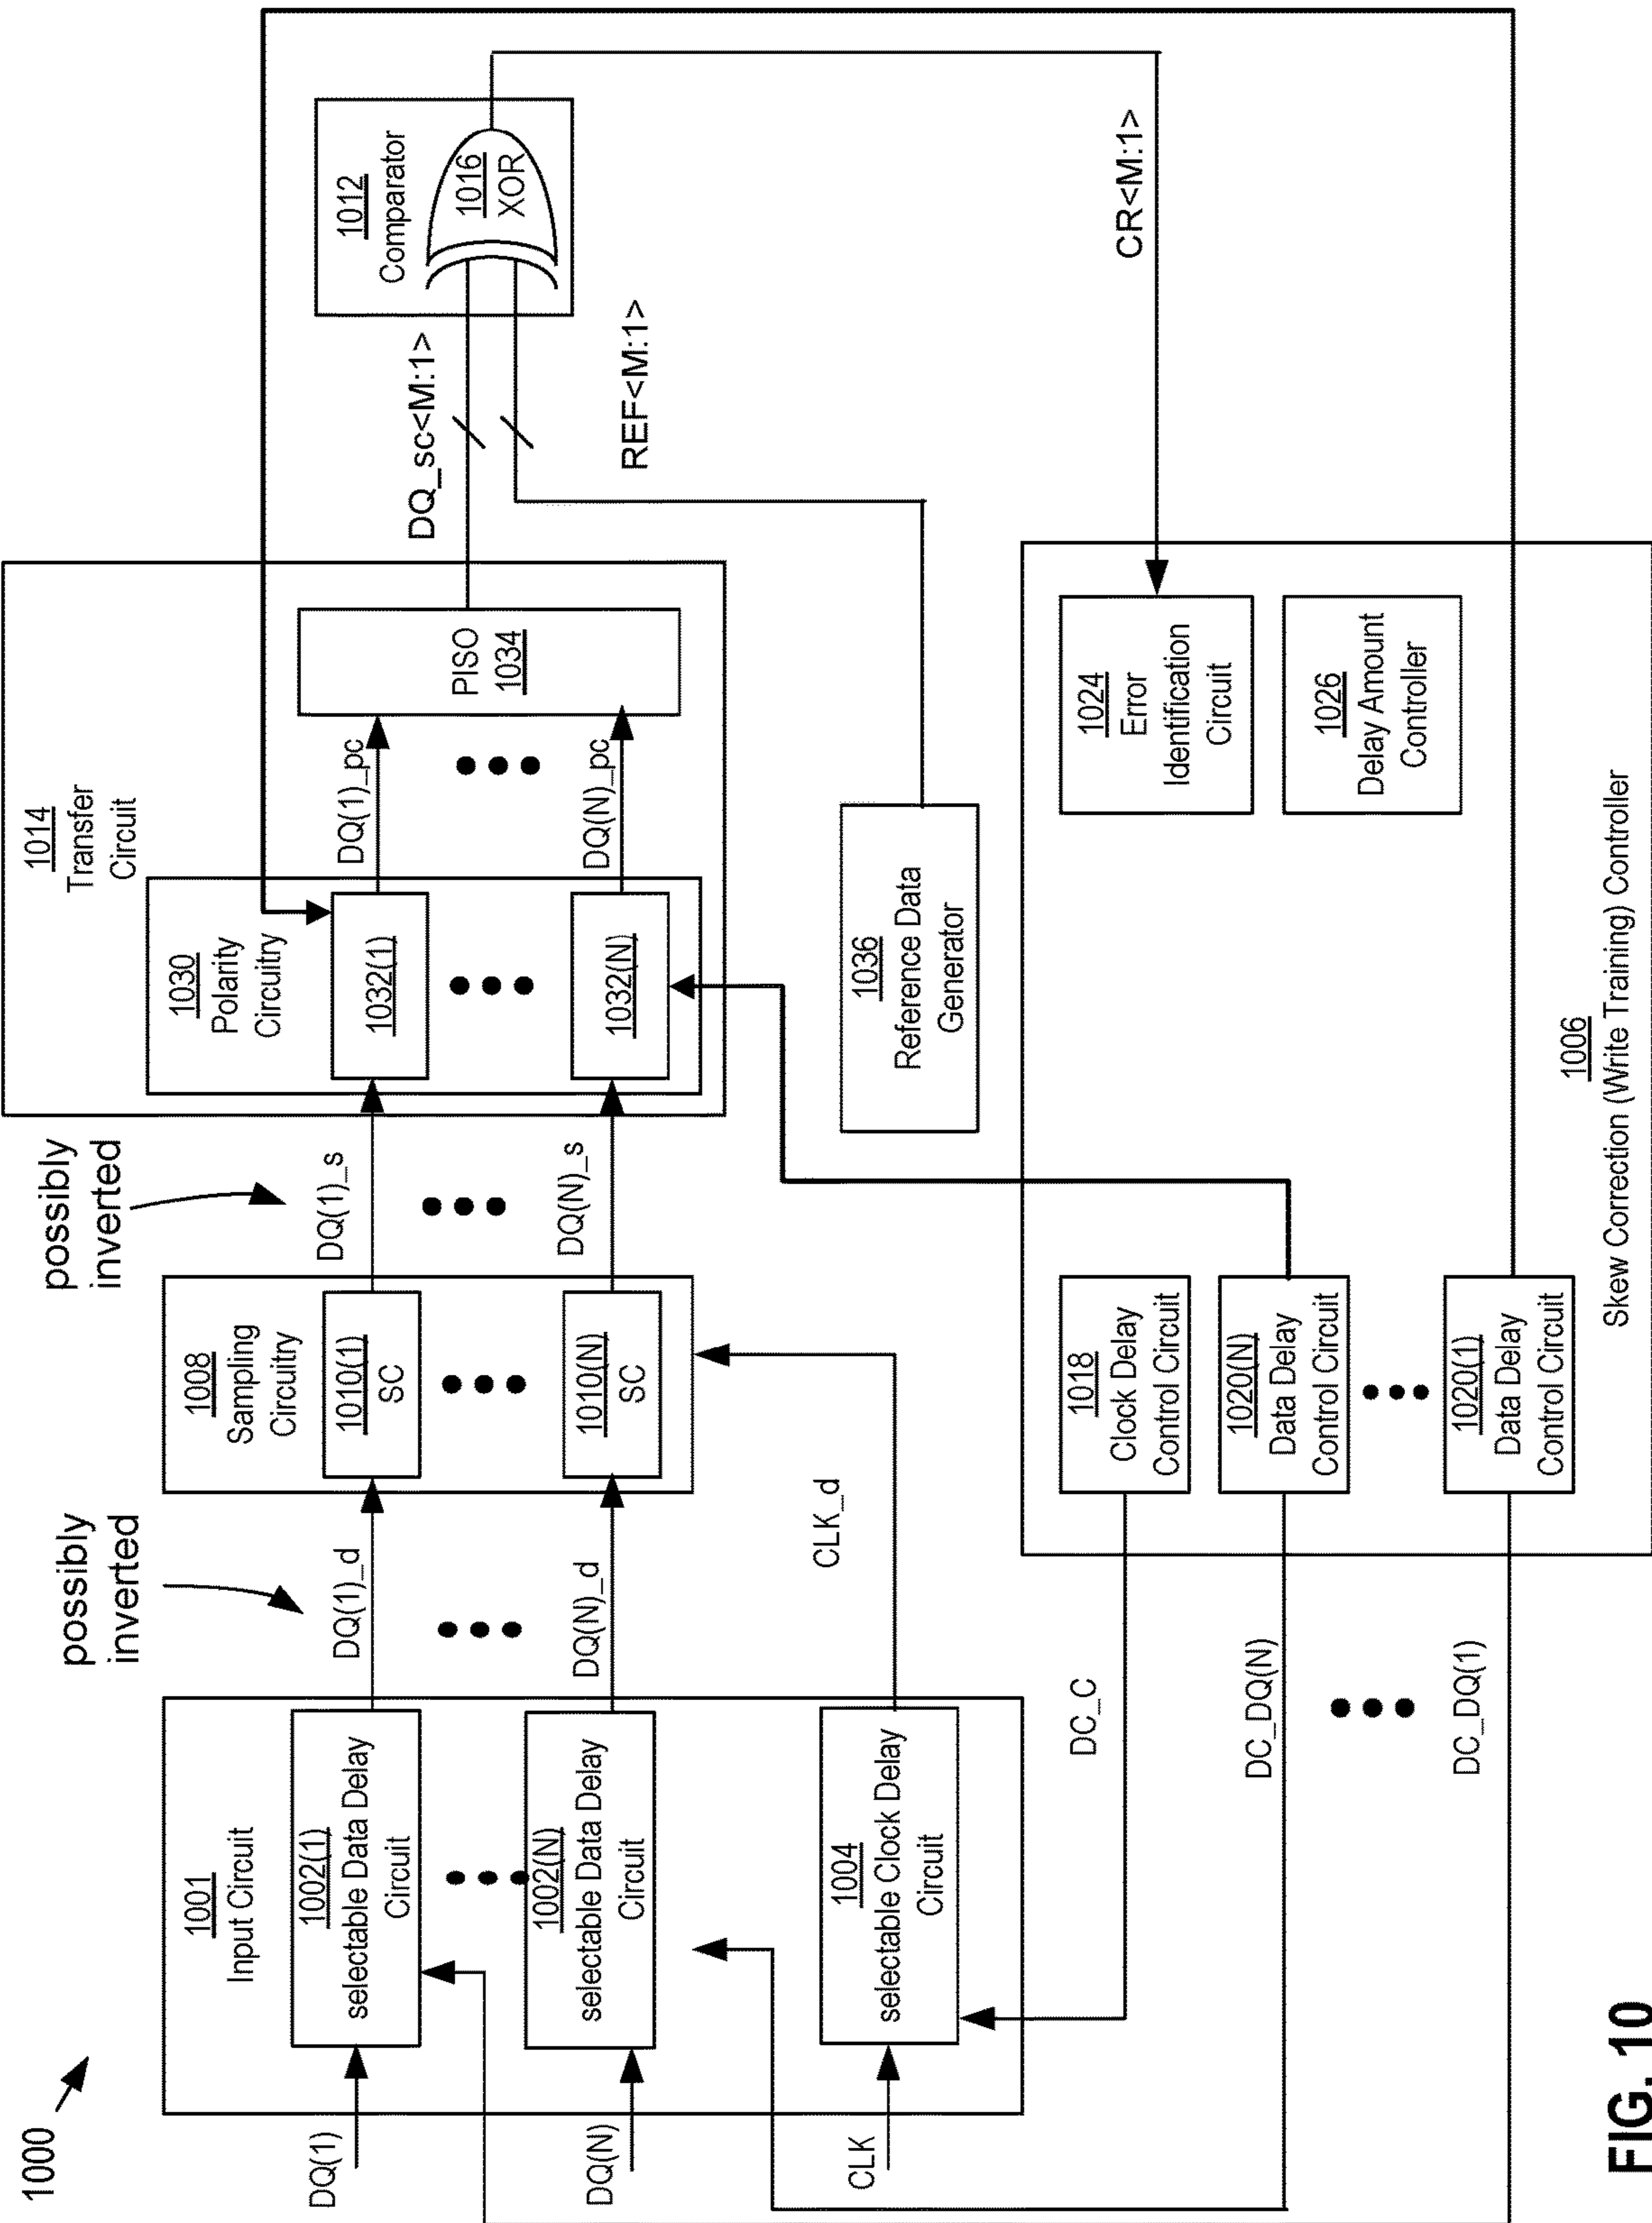 1000
1001
Input Circuit
DQ(1)
1002(1)
selectable Data Delay
Circuit
DQ(N)
1002(N)
selectable Data Delay
Circuit
CLK
1004
selectable Clock Delay
Circuit
possibly
inverted
DQ(1)_d
DQ(N)_d
CLK_d
1008
Sampling
Circuitry
1010(1)
SC
1010(N)
SC
possibly
inverted
DQ(1)_s
DQ(N)_s
1014
Transfer
Circuit
1030
Polarity
Circuitry
1032(1)
1032(N)
DQ(1)_pc
DQ(N)_pc
PISO
1034
1036
Reference Data
Generator
DQ_sc<M:1>
REF<M:1>
1012
Comparator
1016
XOR
CR<M:1>
DC_C
DC_DQ(N)
DC_DQ(1)
1018
Clock Delay
Control Circuit
1020(N)
Data Delay
Control Circuit
1020(1)
Data Delay
Control Circuit
1024
Error
Identification
Circuit
1026
Delay Amount
Controller
1006
Skew Correction (Write Training) Controller
FIG. 10